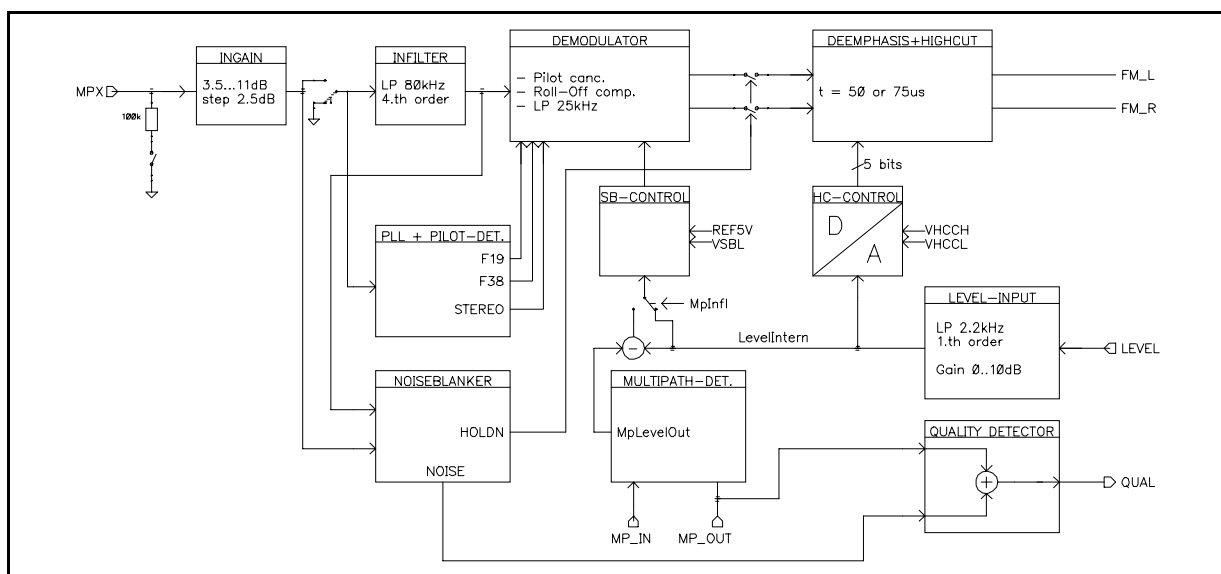 INGAIN
3.5...11dB
step 2.5dB
MPX
100k
INFILTER
LP 80kHz
4.th order
DEMODULATOR
– Pilot canc.
– Roll-Off comp.
– LP 25kHz
DEEMPHASIS+HIGHCUT
t = 50 or 75us
FM_L
FM_R
5 bits
SB-CONTROL
REF5V
VSBL
HC-CONTROL
D
A
VHCCH
VHCCL
PLL + PILOT-DET.
F19
F38
STEREO
MpInfl
LEVEL-INPUT
LP 2.2kHz
1.th order
Gain 0..10dB
LEVEL
LevelIntern
-
NOISEBLANKER
HOLDN
NOISE
MULTIPATH-DET.
MpLevelOut
MP_IN
MP_OUT
QUALITY DETECTOR
+
QUAL